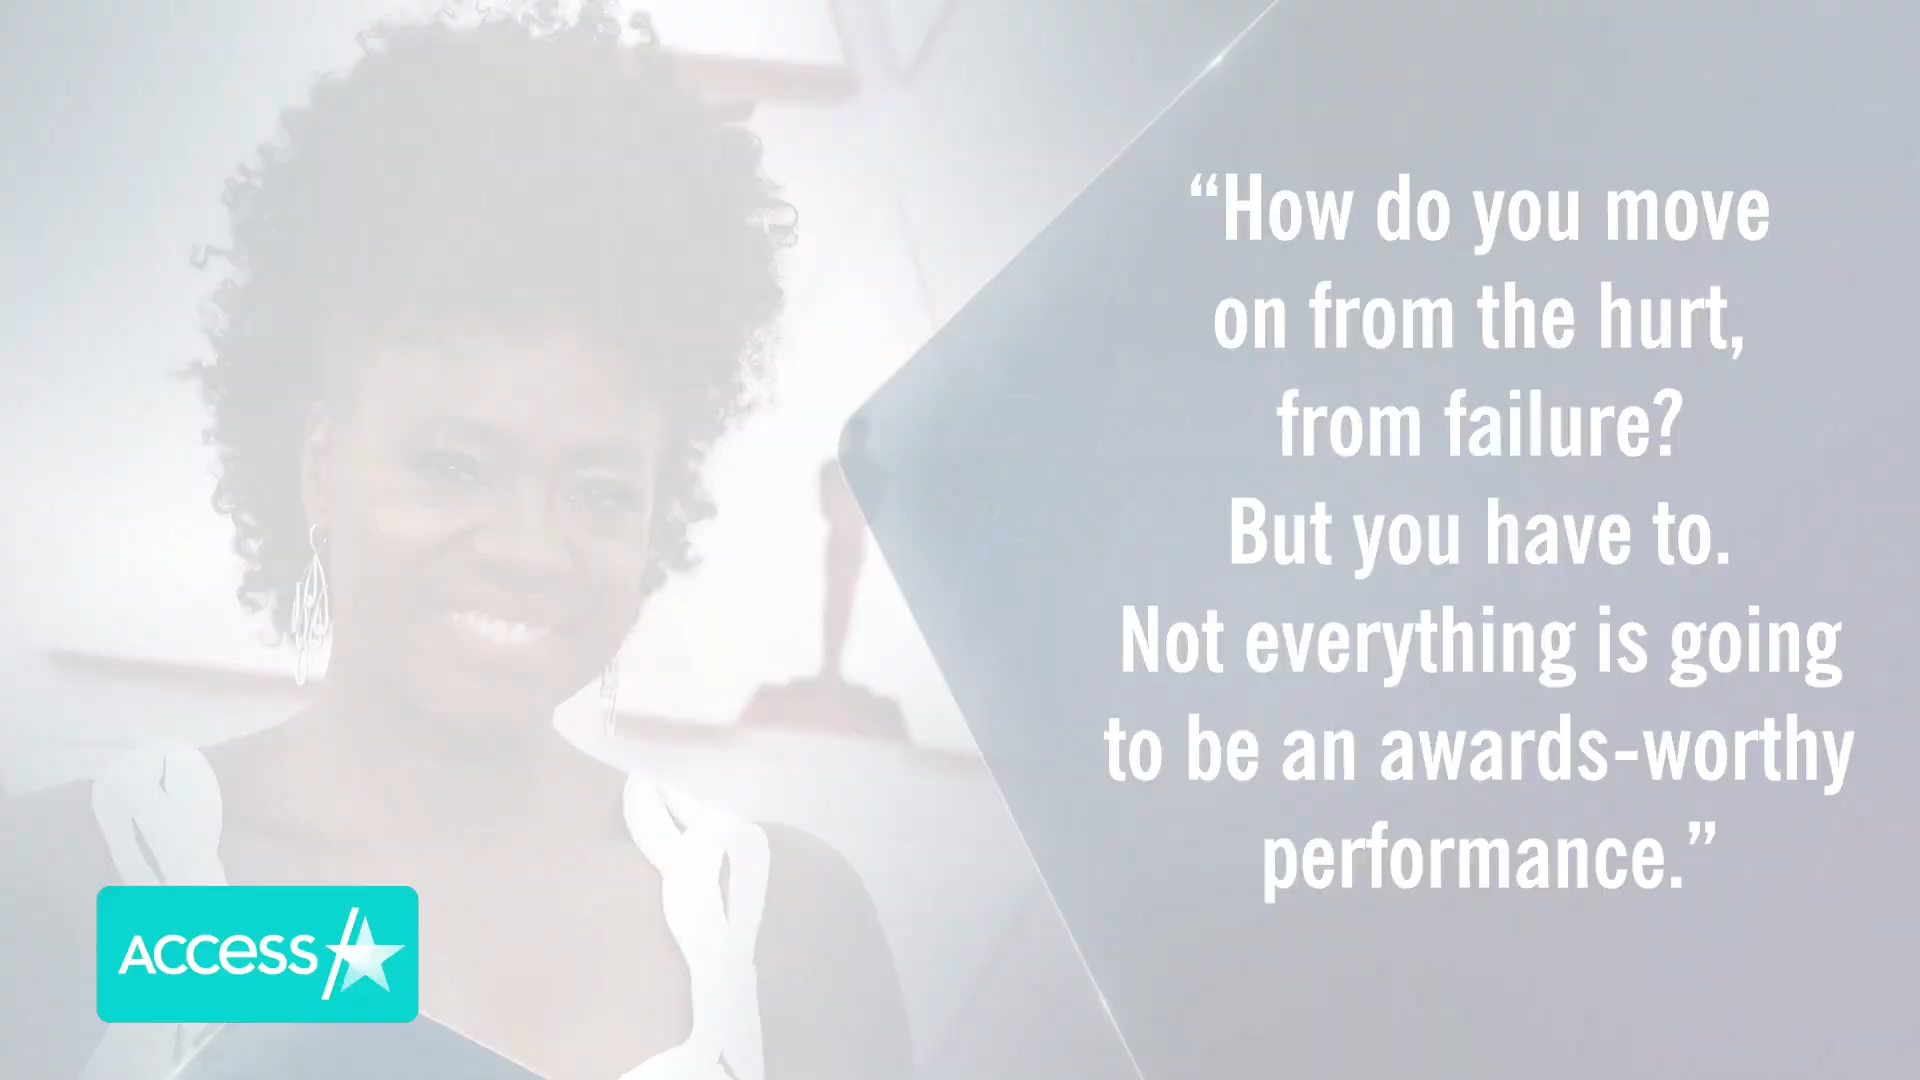 “How do you move
on from the hurt,
from failure?
But you have to.
Not everything is going
to be an awards-worthy
performance.”
ACCESS